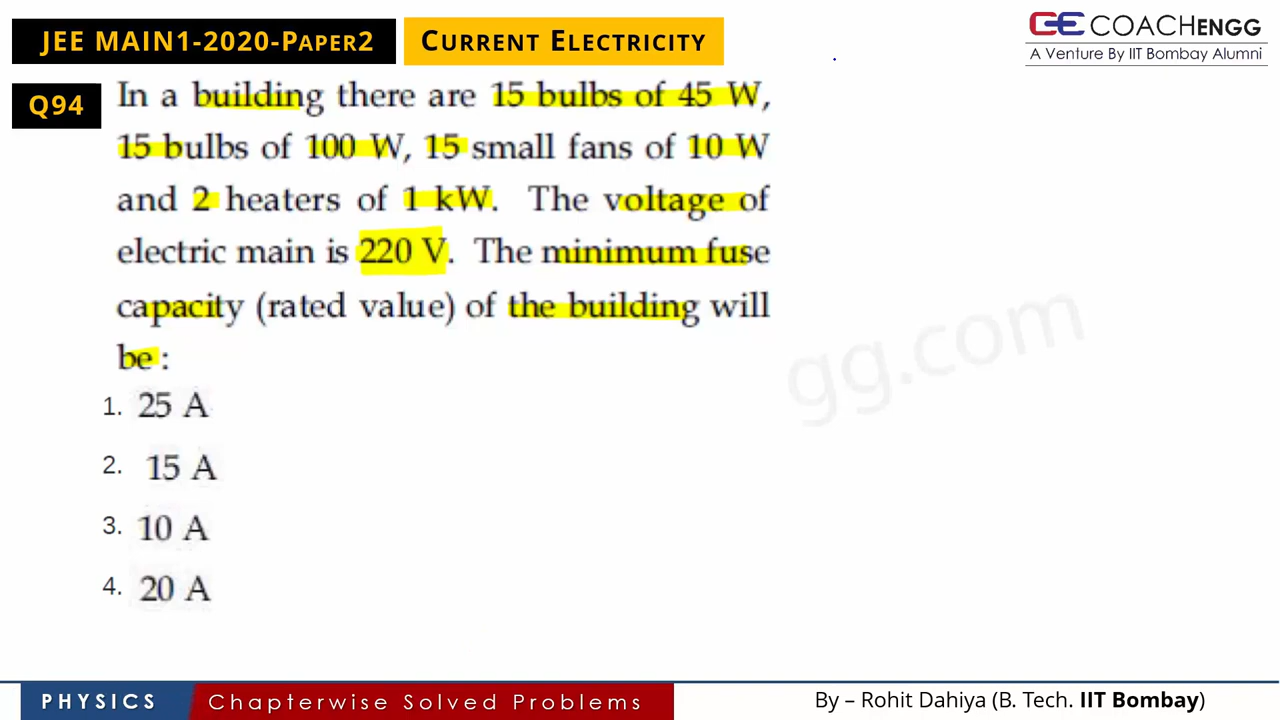 JEE MAIN1-2020-PAPER2
CURRENT ELECTRICITY
CE COACHENGG
A Venture By IIT Bombay Alumni
Q94
In a building there are 15 bulbs of 45 W,
15 bulbs of 100 W, 15 small fans of 10 W
and 2 heaters of 1 kW. The voltage of
electric main is 220 V. The minimum fuse
capacity (rated value) of the building will
be :
gg.com
1. 25 A
2. 15 A
3. 10 A
4. 20 A
PHYSICS
Chapterwise Solved Problems
By – Rohit Dahiya (B. Tech. IIT Bombay)